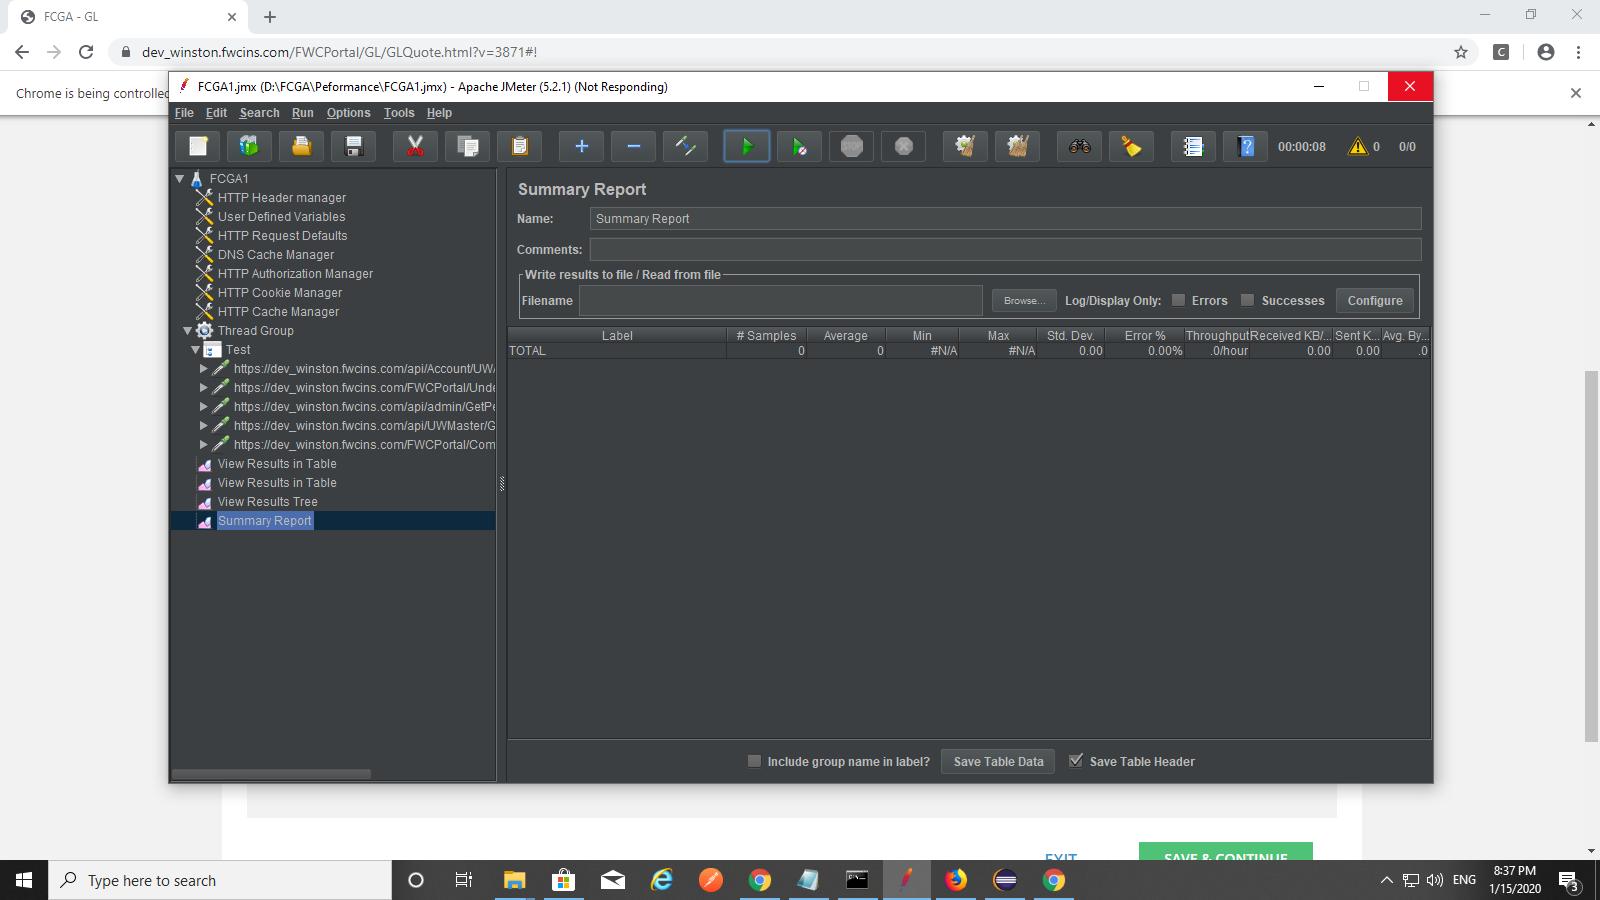 FCGA - GL
dev_winston.fwcins.com/FWCPortal/GL/GLQuote.html?v=3871#!
Chrome is being controlled
FCGA1.jmx (D:\FCGA\Peformance\FCGA1.jmx) - Apache JMeter (5.2.1) (Not Responding)
File Edit Search Run Options Tools Help
STOP 00:00:08 0 0/0
FCGA1
HTTP Header manager
User Defined Variables
HTTP Request Defaults
DNS Cache Manager
HTTP Authorization Manager
HTTP Cookie Manager
HTTP Cache Manager
Thread Group
Test
https://dev_winston.fwcins.com/api/Account/UW
https://dev_winston.fwcins.com/FWCPortal/Unde
https://dev_winston.fwcins.com/api/admin/GetPe
https://dev_winston.fwcins.com/api/UWMaster/G
https://dev_winston.fwcins.com/FWCPortal/Com
View Results in Table
View Results in Table
View Results Tree
Summary Report
Summary Report
Name: Summary Report
Comments:
Write results to file / Read from file
Filename Browse... Log/Display Only: Errors Successes Configure
Label # Samples Average Min Max Std. Dev. Error % Throughput Received KB/... Sent K... Avg. By...
TOTAL 0 0 #N/A #N/A 0.00 0.00% .0/hour 0.00 0.00 .0
Include group name in label? Save Table Data Save Table Header
EXIT SAVE & CONTINUE
Type here to search
ENG
8:37 PM
1/15/2020
3